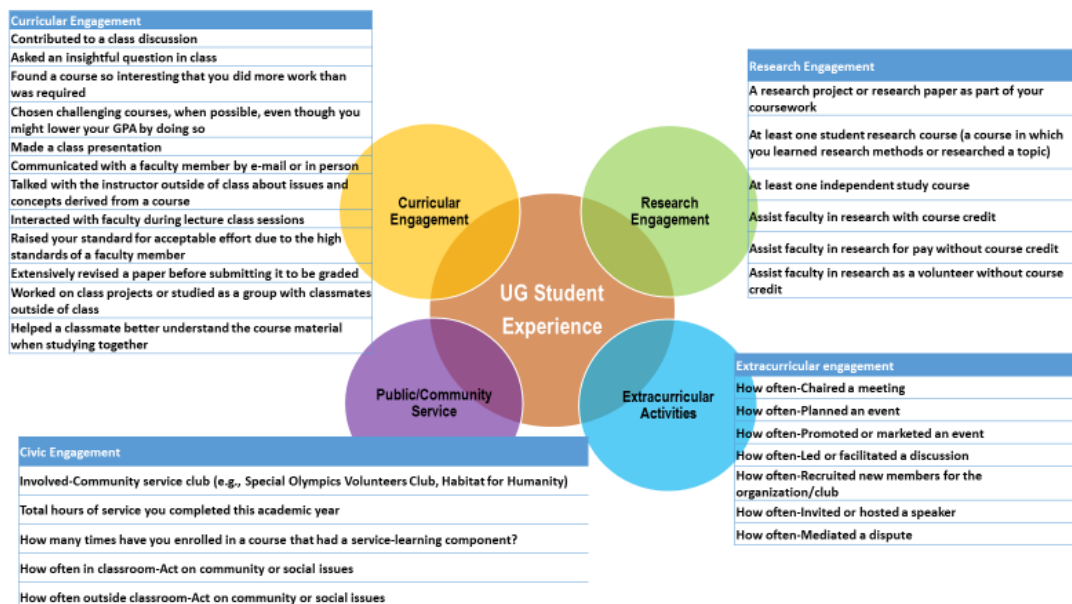 Curricular Engagement
Contributed to a class discussion
Asked an insightful question in class
Found a course so interesting that you did more work than
was required
Chosen challenging courses, when possible, even though you
might lower your GPA by doing so
Made a class presentation
Communicated with a faculty member by e-mail or in person
Talked with the instructor outside of class about issues and
concepts derived from a course
Interacted with faculty during lecture class sessions
Raised your standard for acceptable effort due to the high
standards of a faculty member
Extensively revised a paper before submitting it to be graded
Worked on class projects or studied as a group with classmates
outside of class
Helped a classmate better understand the course material
when studying together
Curricular
Engagement
Research
Engagement
UG Student
Experience
Public/Community
Service
Extracurricular
Activities
Research Engagement
A research project or research paper as part of your
coursework
At least one student research course (a course in which
you learned research methods or researched a topic)
At least one independent study course
Assist faculty in research with course credit
Assist faculty in research for pay without course credit
Assist faculty in research as a volunteer without course
credit
Extracurricular engagement
How often-Chaired a meeting
How often-Planned an event
How often-Promoted or marketed an event
How often-Led or facilitated a discussion
How often-Recruited new members for the
organization/club
How often-Invited or hosted a speaker
How often-Mediated a dispute
Civic Engagement
Involved-Community service club (e.g., Special Olympics Volunteers Club, Habitat for Humanity)
Total hours of service you completed this academic year
How many times have you enrolled in a course that had a service-learning component?
How often in classroom-Act on community or social issues
How often outside classroom-Act on community or social issues